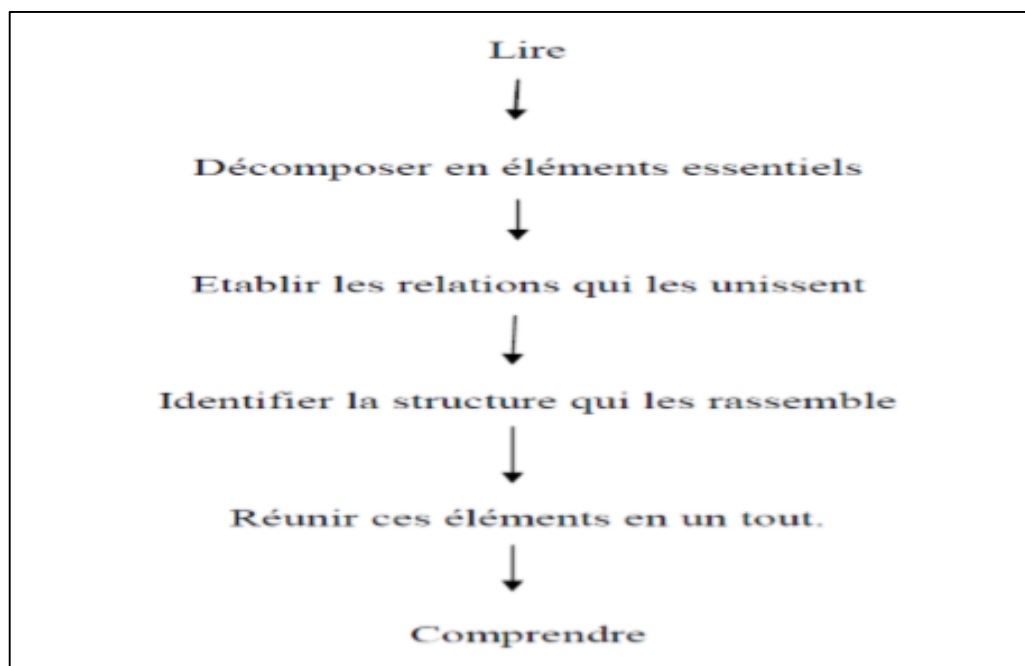 Lire
Décomposer en éléments essentiels
Etablir les relations qui les unissent
Identifier la structure qui les rassemble
Réunir ces éléments en un tout.
Comprendre